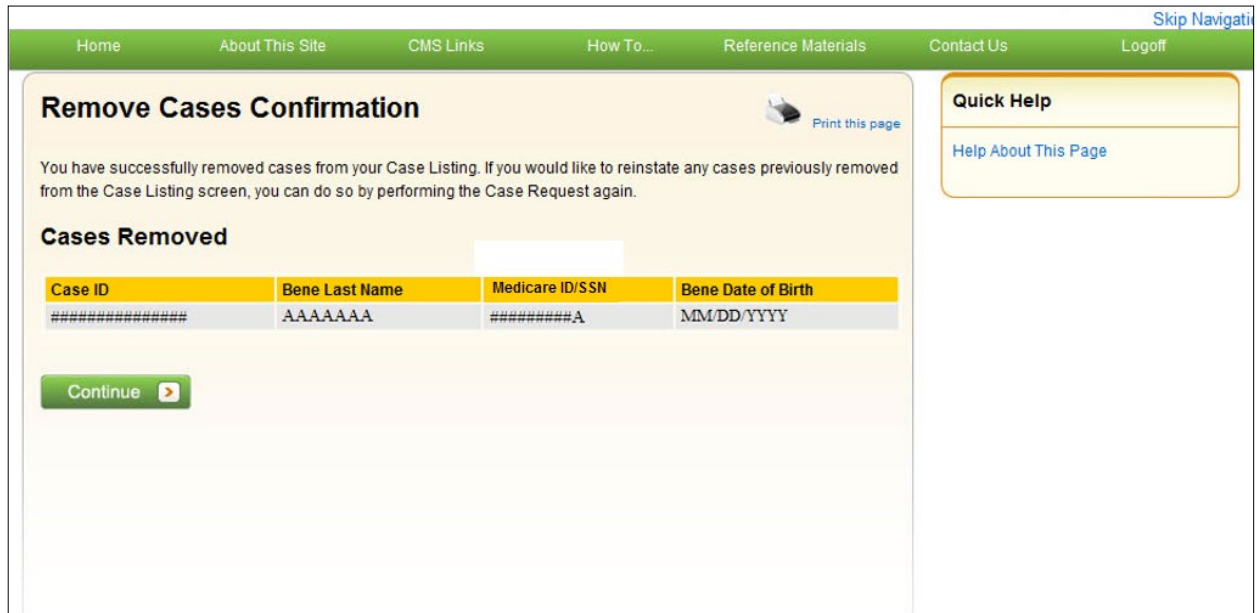 Skip Navigatio
Home About This Site CMS Links How To... Reference Materials Contact Us Logoff
Remove Cases Confirmation
Print this page
Quick Help
Help About This Page
You have successfully removed cases from your Case Listing. If you would like to reinstate any cases previously removed
from the Case Listing screen, you can do so by performing the Case Request again.
Cases Removed
Case ID Bene Last Name Medicare ID/SSN Bene Date of Birth
############### AAAAAAA #########A MM/DD/YYYY
Continue